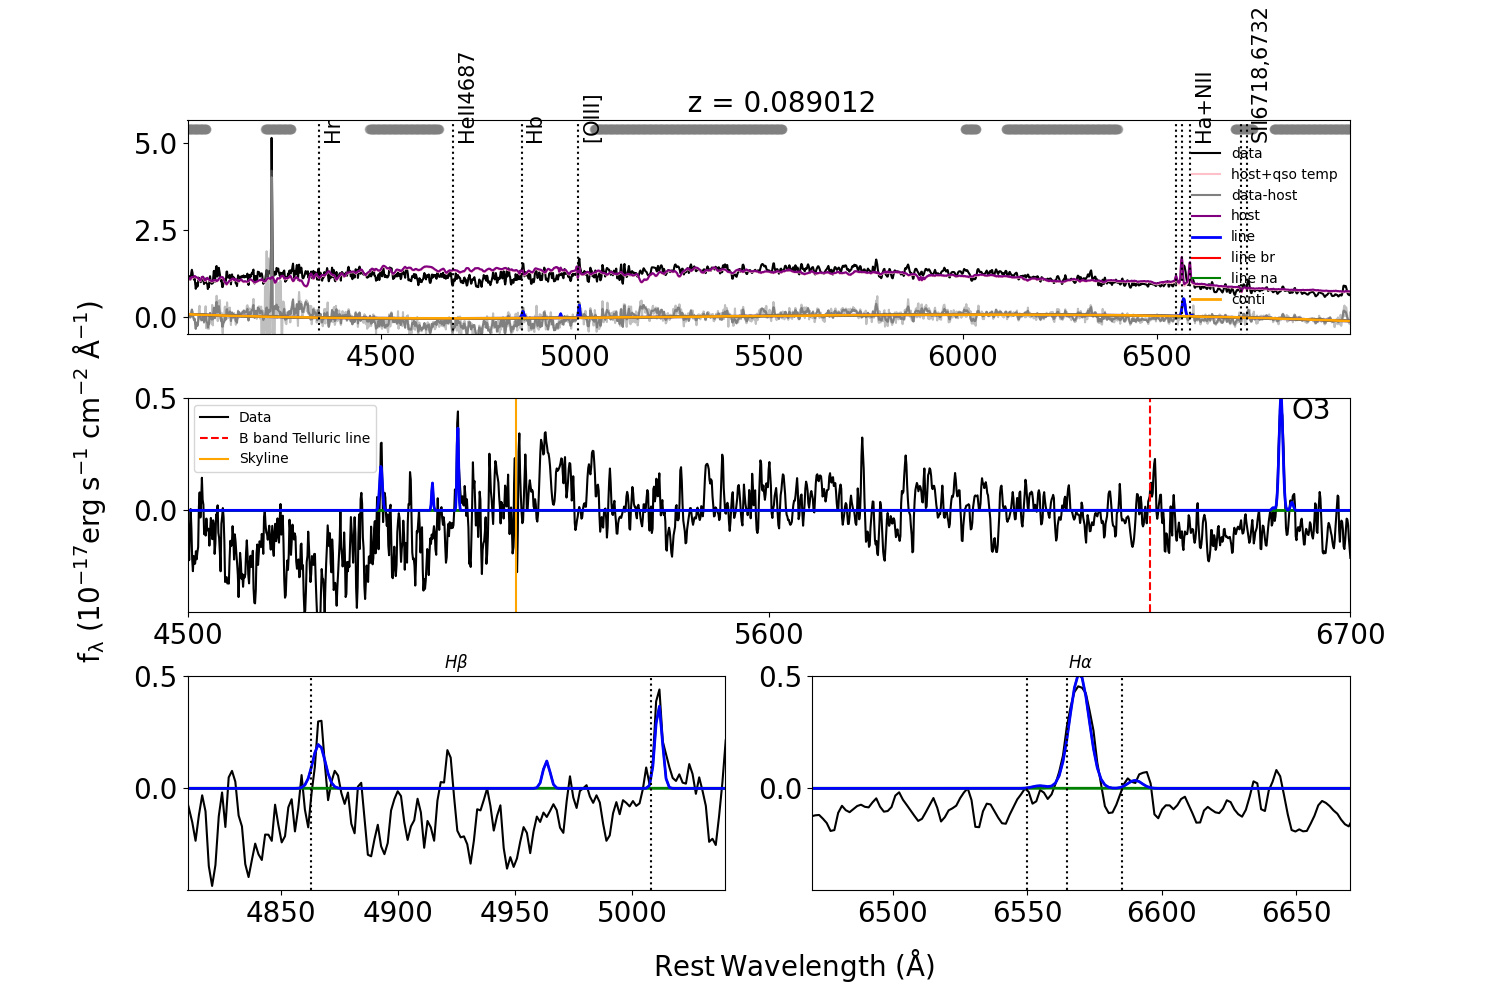 z = 0.089012
Hr
HeII4687
Hb
[OIII]
Ha+NII
SII6718,6732
5.0
2.5
0.0
data
host+qso temp
data-host
host
line
line br
line na
conti
4500
5000
5500
6000
6500
f_λ (10^{-17}erg s^{-1} cm^{-2} Å^{-1})
0.5
0.0
Data
B band Telluric line
Skyline
O3
4500
5600
6700
Hβ
0.5
0.0
4850
4900
4950
5000
Hα
0.5
0.0
6500
6550
6600
6650
Rest Wavelength (Å)